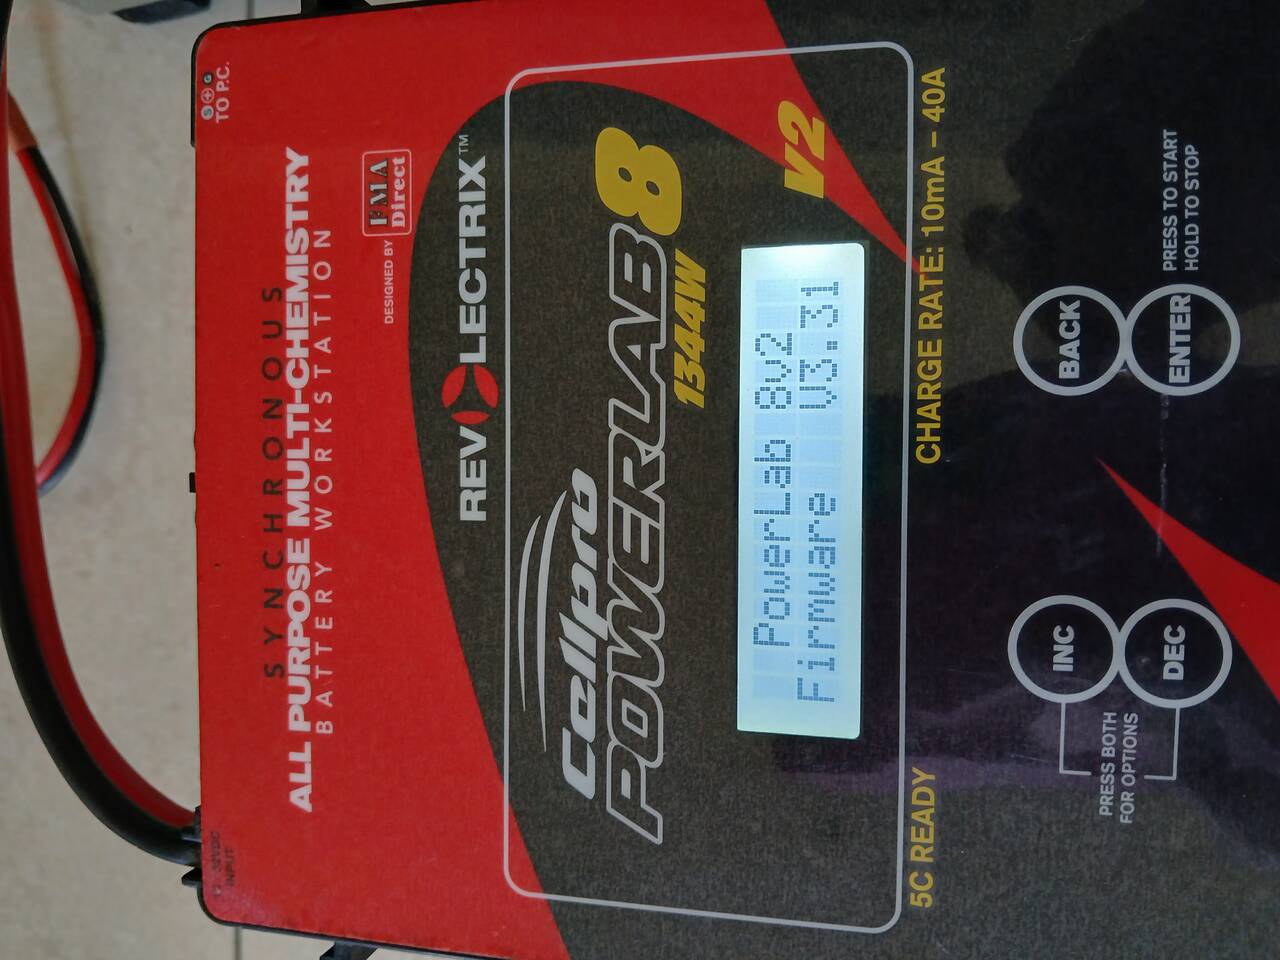 S + G
TO P.C.
SYNCHRONOUS
ALL PURPOSE MULTI-CHEMISTRY
BATTERY WORKSTATION
INPUT
DESIGNED BY FMA Direct
REVOLECTRIX™
Cellpro
POWERLAB 8
1344W
V2
PowerLab 8v2
Firmware V3.31
5C READY
CHARGE RATE: 10mA – 40A
PRESS BOTH
FOR OPTIONS
INC
DEC
BACK
ENTER
PRESS TO START
HOLD TO STOP